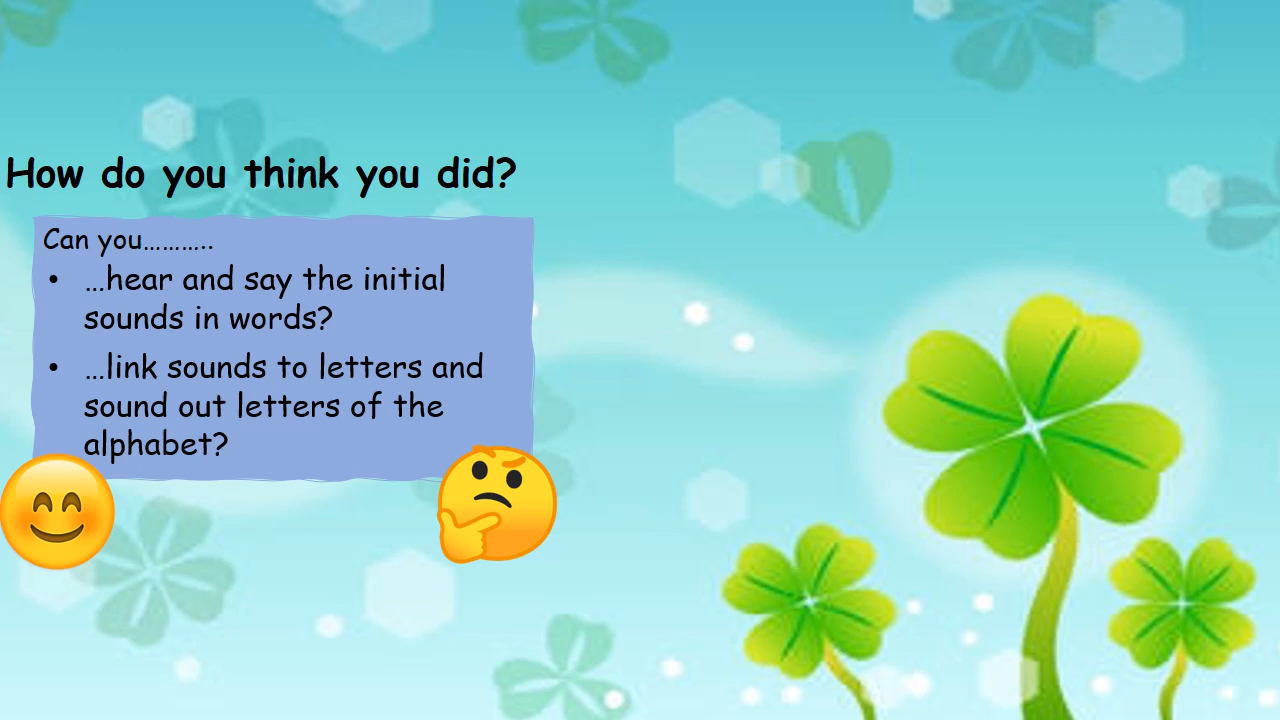 How do you think you did?
Can you………..
• …hear and say the initial
sounds in words?
• …link sounds to letters and
sound out letters of the
alphabet?